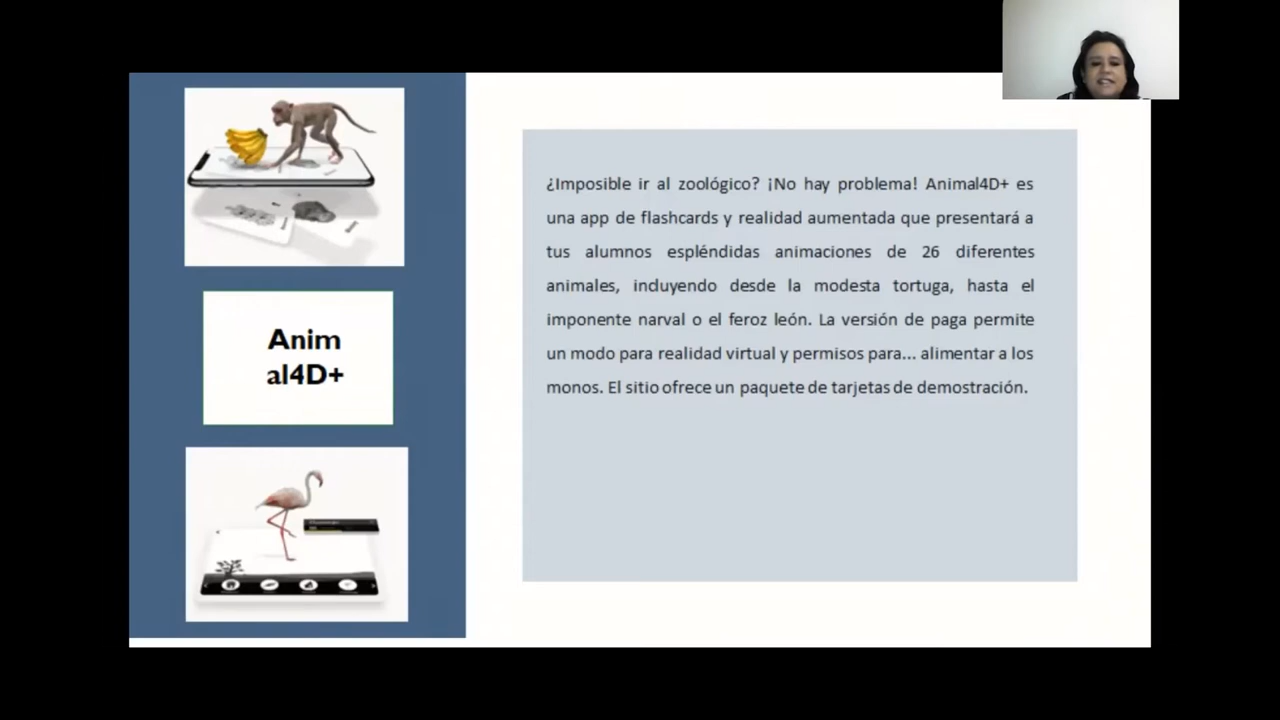 Anim
al4D+
¿Imposible ir al zoológico? ¡No hay problema! Animal4D+ es
una app de flashcards y realidad aumentada que presentará a
tus alumnos espléndidas animaciones de 26 diferentes
animales, incluyendo desde la modesta tortuga, hasta el
imponente narval o el feroz león. La versión de paga permite
un modo para realidad virtual y permisos para... alimentar a los
monos. El sitio ofrece un paquete de tarjetas de demostración.